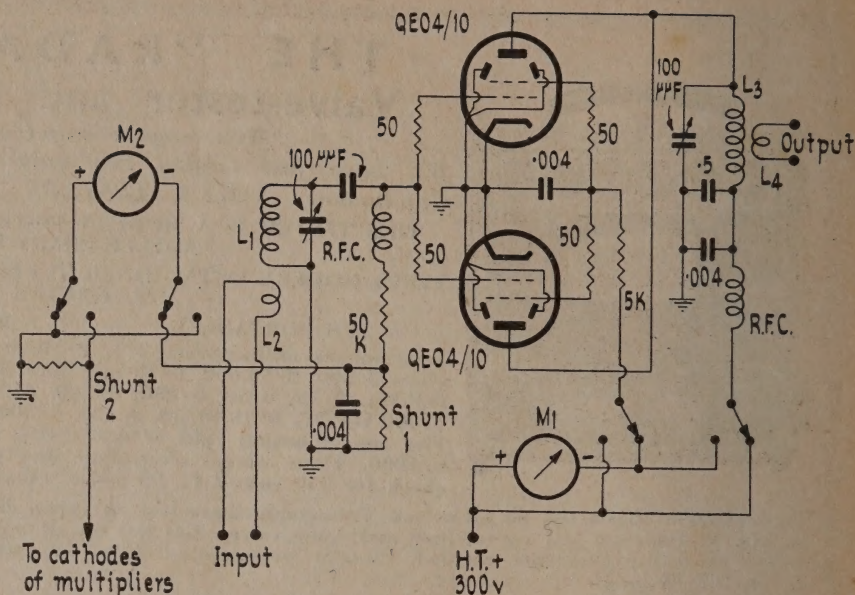 QE04/10
100
μμF
L3
.5
Output
L4
.004
R.F.C.
M2
+
-
50
50
.004
100 μμF
L1
R.F.C.
50
50
5K
L2
50
K
QE04/10
Shunt
2
.004
Shunt
1
M1
+
-
To cathodes
of multipliers
Input
H.T.+
300v